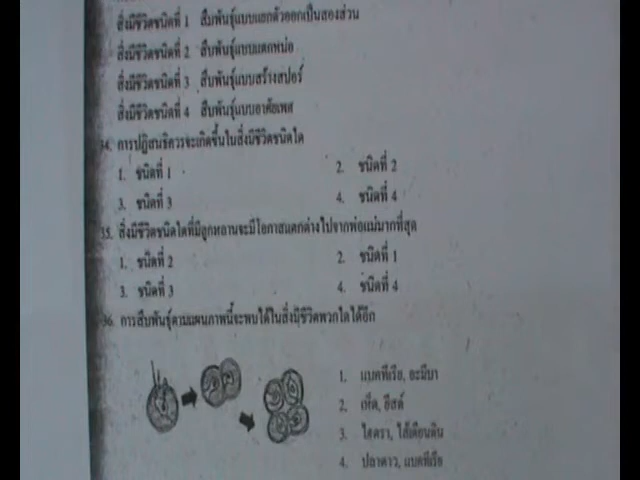 สิ่งมีชีวิตชนิดที่ 1 สืบพันธุ์แบบแยกตัวออกเป็นสองส่วน
สิ่งมีชีวิตชนิดที่ 2 สืบพันธุ์แบบแตกหน่อ
สิ่งมีชีวิตชนิดที่ 3 สืบพันธุ์แบบสร้างสปอร์
สิ่งมีชีวิตชนิดที่ 4 สืบพันธุ์แบบอาศัยเพศ
34. การปฏิสนธิควรจะเกิดขึ้นในสิ่งมีชีวิตชนิดใด
1. ชนิดที่ 1 2. ชนิดที่ 2
3. ชนิดที่ 3 4. ชนิดที่ 4
35. สิ่งมีชีวิตชนิดใดที่มีลูกหลานจะมีโอกาสแตกต่างไปจากพ่อแม่มากที่สุด
1. ชนิดที่ 2 2. ชนิดที่ 1
3. ชนิดที่ 3 4. ชนิดที่ 4
36. การสืบพันธุ์ตามแผนภาพนี้จะพบได้ในสิ่งมีชีวิตพวกใดได้อีก
1. แบคทีเรีย, อะมีบา
2. เห็ด, ยีสต์
3. ไฮดรา, ไส้เดือนดิน
4. ปลาดาว, แบคทีเรีย